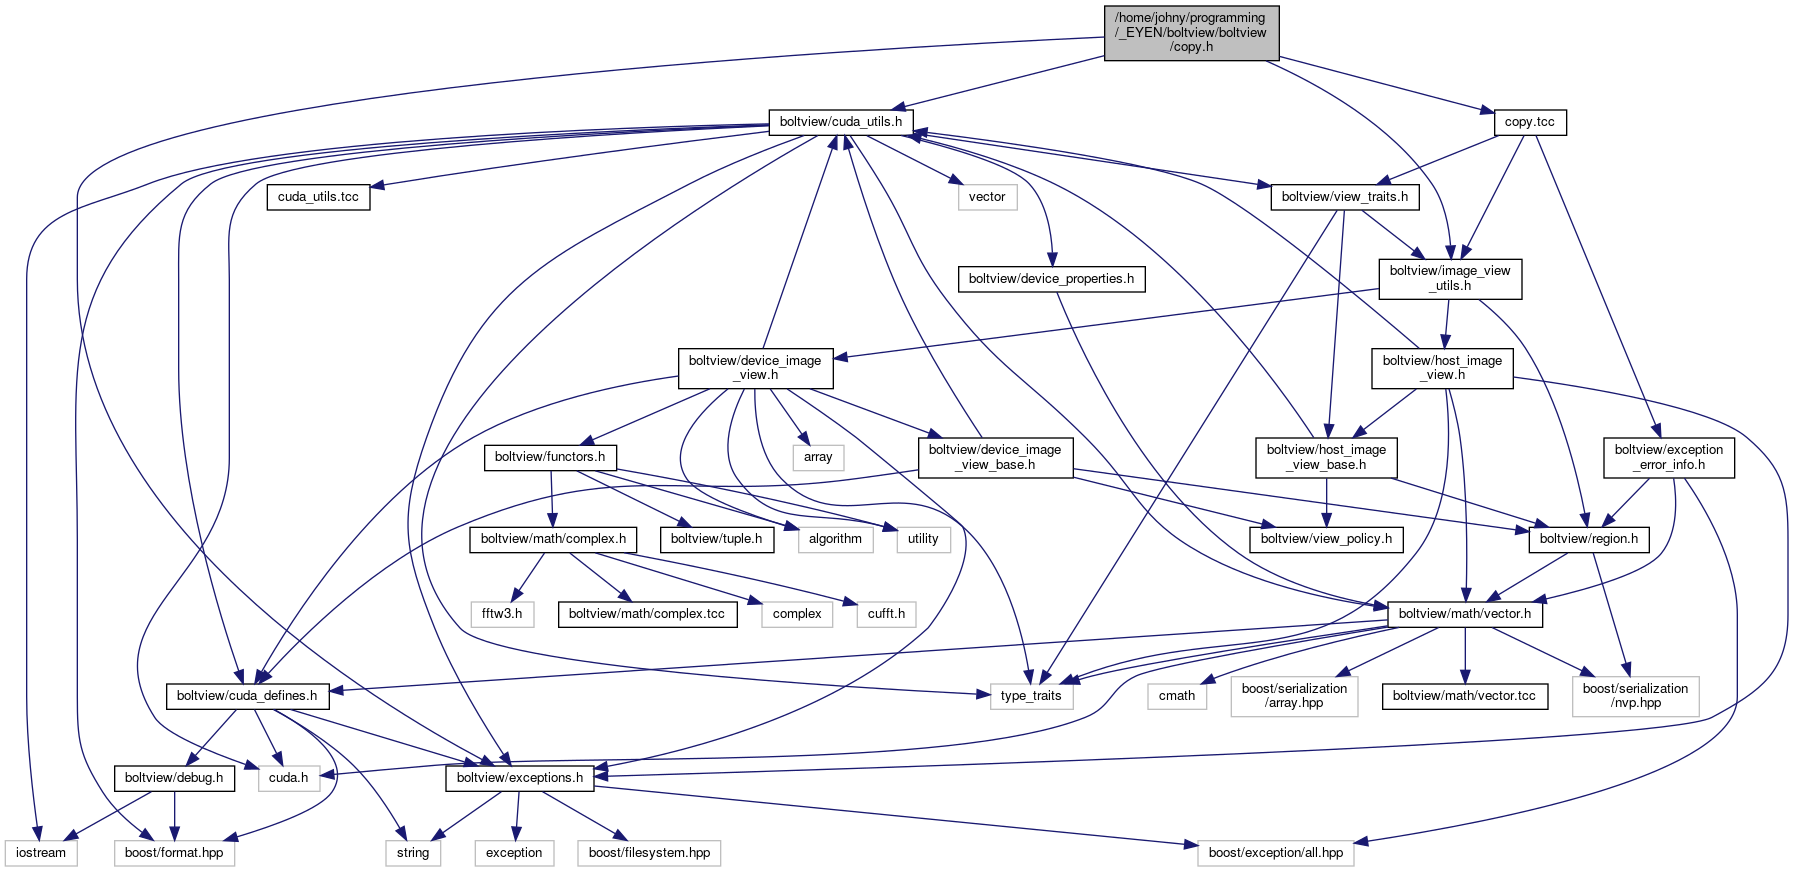 /home/johny/programming
/_EYEN/boltview/boltview
/copy.h
boltview/cuda_utils.h
copy.tcc
cuda_utils.tcc
vector
boltview/view_traits.h
boltview/device_properties.h
boltview/image_view
_utils.h
boltview/device_image
_view.h
boltview/host_image
_view.h
boltview/functors.h
array
boltview/device_image
_view_base.h
boltview/host_image
_view_base.h
boltview/exception
_error_info.h
boltview/math/complex.h
boltview/tuple.h
algorithm
utility
boltview/view_policy.h
boltview/region.h
fftw3.h
boltview/math/complex.tcc
complex
cufft.h
boltview/math/vector.h
boltview/cuda_defines.h
type_traits
cmath
boost/serialization
/array.hpp
boltview/math/vector.tcc
boost/serialization
/nvp.hpp
boltview/debug.h
cuda.h
boltview/exceptions.h
iostream
boost/format.hpp
string
exception
boost/filesystem.hpp
boost/exception/all.hpp